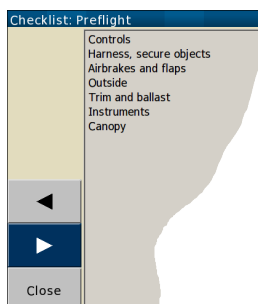 Checklist: Preflight
Controls
Harness, secure objects
Airbrakes and flaps
Outside
Trim and ballast
Instruments
Canopy
Close